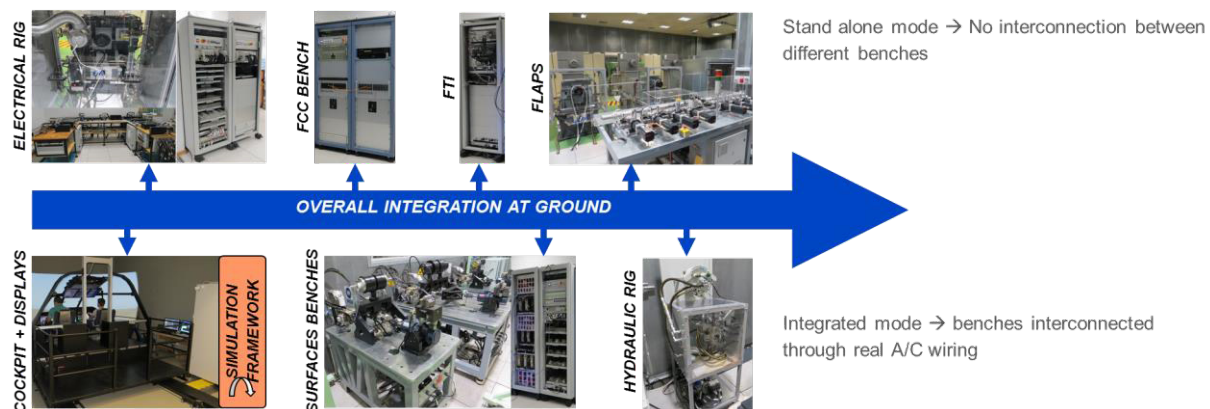 ELECTRICAL RIG
FCC BENCH
FTI
FLAPS
Stand alone mode → No interconnection between
different benches
OVERALL INTEGRATION AT GROUND
COCKPIT + DISPLAYS
SIMULATION
FRAMEWORK
SURFACES BENCHES
HYDRAULIC RIG
Integrated mode → benches interconnected
through real A/C wiring